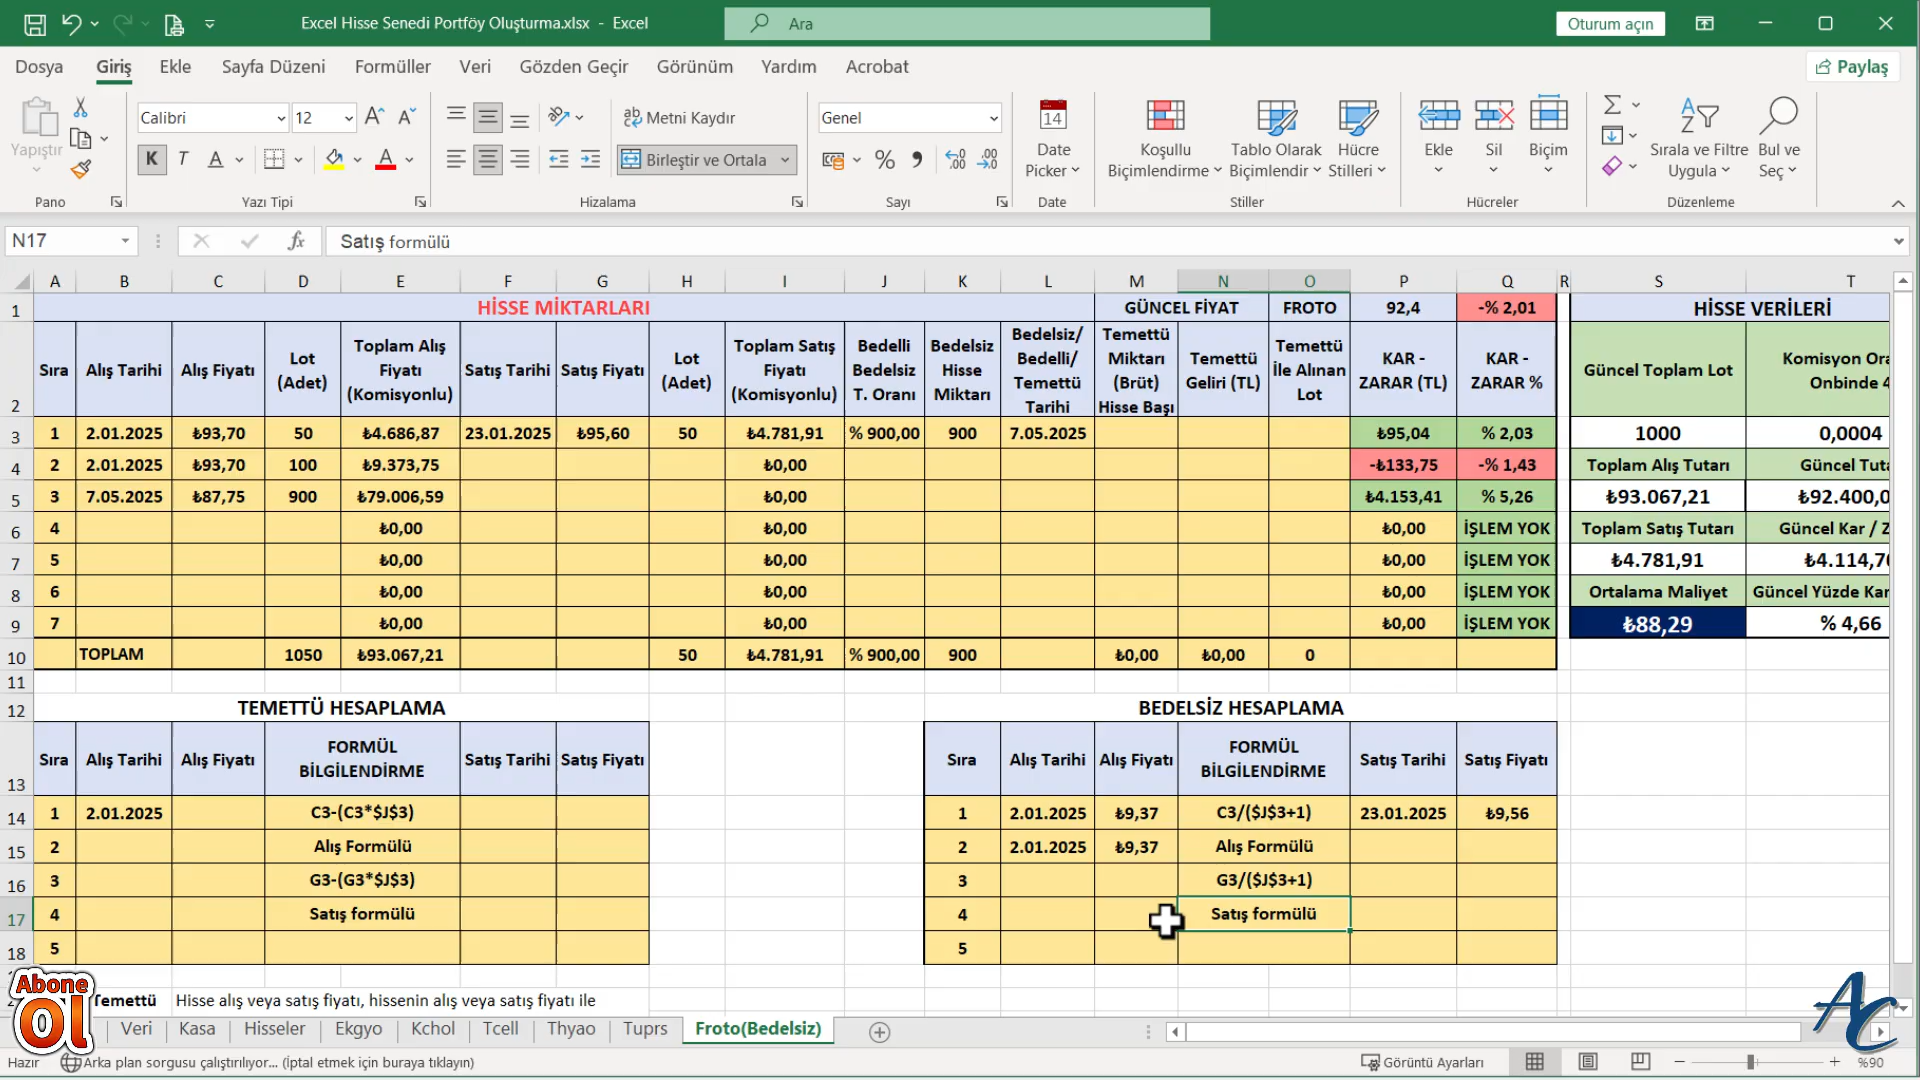 Excel Hisse Senedi Portföy Oluşturma.xlsx - Excel
Ara
Oturum açın
Dosya Giriş Ekle Sayfa Düzeni Formüller Veri Gözden Geçir Görünüm Yardım Acrobat Paylaş
Yapıştır
Calibri 12
Metni Kaydır
Genel
K T A
Birleştir ve Ortala
Date Picker
Koşullu Biçimlendirme
Tablo Olarak Biçimlendir
Hücre Stilleri
Ekle Sil Biçim
Sırala ve Filtre Uygula
Bul ve Seç
Pano Yazı Tipi Hizalama Sayı Date Stiller Hücreler Düzenleme
N17 fx Satış formülü
A B C D E F G H I J K L M N O P Q R S T
1 HİSSE MİKTARLARI GÜNCEL FİYAT FROTO 92,4 -% 2,01 HİSSE VERİLERİ
2 Sıra Alış Tarihi Alış Fiyatı Lot (Adet) Toplam Alış Fiyatı (Komisyonlu) Satış Tarihi Satış Fiyatı Lot (Adet) Toplam Satış Fiyatı (Komisyonlu) Bedelli Bedelsiz T. Oranı Bedelsiz Hisse Miktarı Bedelsiz/ Bedelli/ Temettü Tarihi Temettü Miktarı (Brüt) Hisse Başı Temettü Geliri (TL) Temettü İle Alınan Lot KAR - ZARAR (TL) KAR - ZARAR % Güncel Toplam Lot Komisyon Ora Onbinde 4
3 1 2.01.2025 ₺93,70 50 ₺4.686,87 23.01.2025 ₺95,60 50 ₺4.781,91 % 900,00 900 7.05.2025 ₺95,04 % 2,03 1000 0,0004
4 2 2.01.2025 ₺93,70 100 ₺9.373,75 ₺0,00 -₺133,75 -% 1,43 Toplam Alış Tutarı Güncel Tuta
5 3 7.05.2025 ₺87,75 900 ₺79.006,59 ₺0,00 ₺4.153,41 % 5,26 ₺93.067,21 ₺92.400,0
6 4 ₺0,00 ₺0,00 ₺0,00 İŞLEM YOK Toplam Satış Tutarı Güncel Kar / Z
7 5 ₺0,00 ₺0,00 ₺0,00 İŞLEM YOK ₺4.781,91 ₺4.114,7
8 6 ₺0,00 ₺0,00 ₺0,00 İŞLEM YOK Ortalama Maliyet Güncel Yüzde Kar
9 7 ₺0,00 ₺0,00 ₺0,00 İŞLEM YOK ₺88,29 % 4,66
10 TOPLAM 1050 ₺93.067,21 50 ₺4.781,91 % 900,00 900 ₺0,00 ₺0,00 0
11
12 TEMETTÜ HESAPLAMA BEDELSİZ HESAPLAMA
13 Sıra Alış Tarihi Alış Fiyatı FORMÜL BİLGİLENDİRME Satış Tarihi Satış Fiyatı Sıra Alış Tarihi Alış Fiyatı FORMÜL BİLGİLENDİRME Satış Tarihi Satış Fiyatı
14 1 2.01.2025 C3-(C3*$J$3) 1 2.01.2025 ₺9,37 C3/($J$3+1) 23.01.2025 ₺9,56
15 2 Alış Formülü 2 2.01.2025 ₺9,37 Alış Formülü
16 3 G3-(G3*$J$3) 3 G3/($J$3+1)
17 4 Satış formülü 4 Satış formülü
18 5 5
Temettü Hisse alış veya satış fiyatı, hissenin alış veya satış fiyatı ile
Abone
Ol
Veri Kasa Hisseler Ekgyo Kchol Tcell Thyao Tuprs Froto(Bedelsiz)
AC
Hazır Arka plan sorgusu çalıştırılıyor... (İptal etmek için buraya tıklayın) Görüntü Ayarları %90